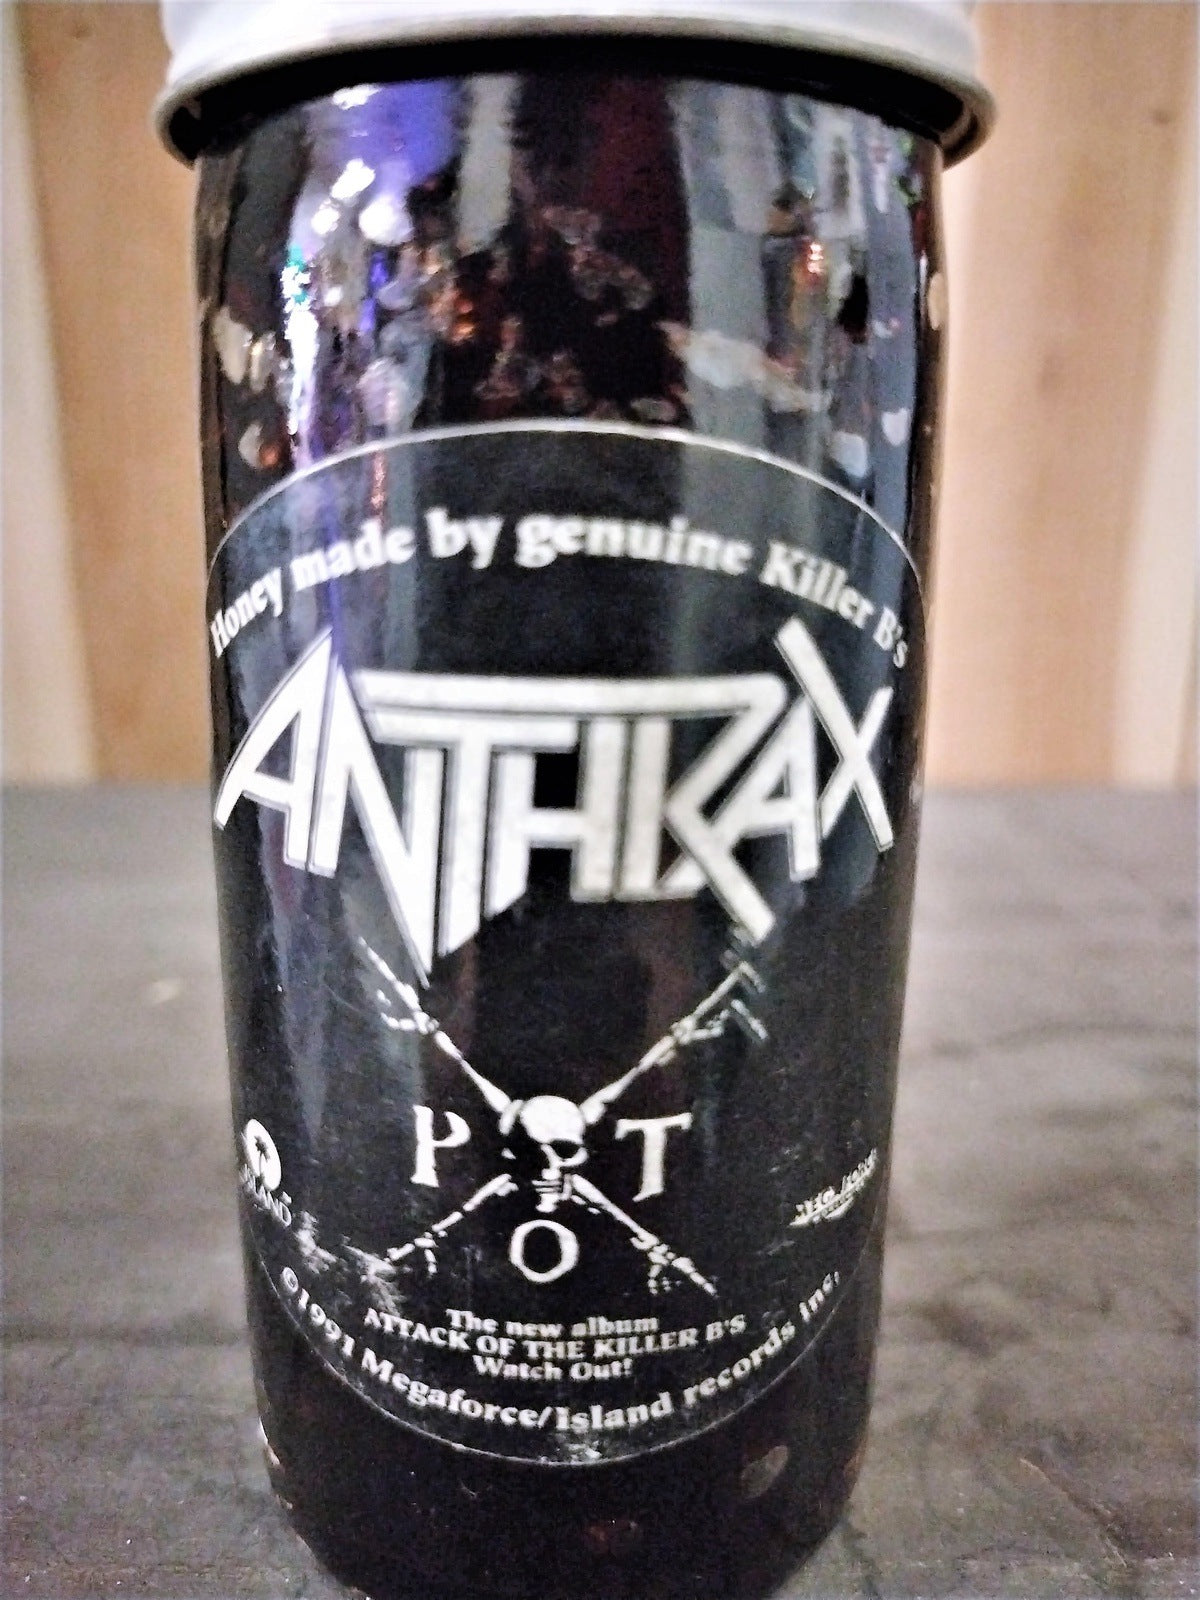 Honey made by genuine Killer B's
ANTHRAX
P T
O
ISLAND
The new album
ATTACK OF THE KILLER B'S
Watch Out!
©1991 Megaforce/Island records inc.